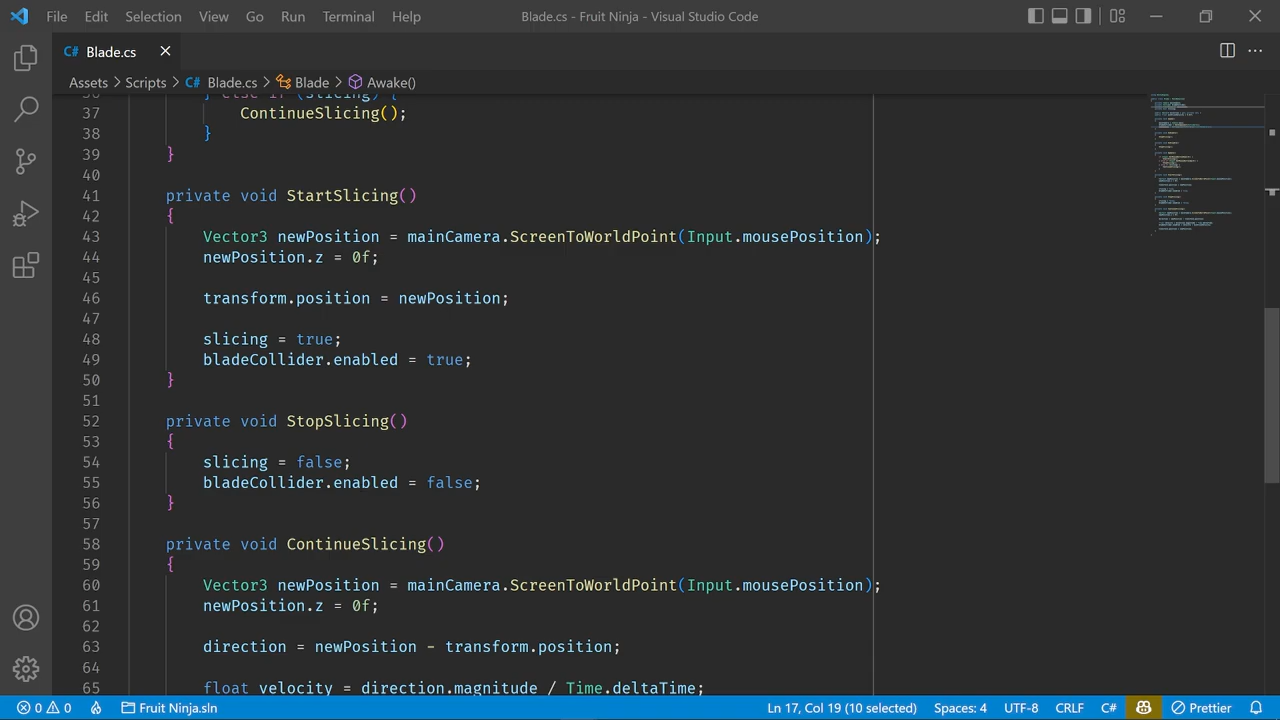 File Edit Selection View Go Run Terminal Help Blade.cs - Fruit Ninja - Visual Studio Code
C# Blade.cs
Assets > Scripts > C# Blade.cs > Blade > Awake()
36 } else if (slicing) {
37 ContinueSlicing();
38 }
39 }
40
41 private void StartSlicing()
42 {
43 Vector3 newPosition = mainCamera.ScreenToWorldPoint(Input.mousePosition);
44 newPosition.z = 0f;
45
46 transform.position = newPosition;
47
48 slicing = true;
49 bladeCollider.enabled = true;
50 }
51
52 private void StopSlicing()
53 {
54 slicing = false;
55 bladeCollider.enabled = false;
56 }
57
58 private void ContinueSlicing()
59 {
60 Vector3 newPosition = mainCamera.ScreenToWorldPoint(Input.mousePosition);
61 newPosition.z = 0f;
62
63 direction = newPosition - transform.position;
64
65 float velocity = direction.magnitude / Time.deltaTime;
0 0 Fruit Ninja.sln Ln 17, Col 19 (10 selected) Spaces: 4 UTF-8 CRLF C# Prettier